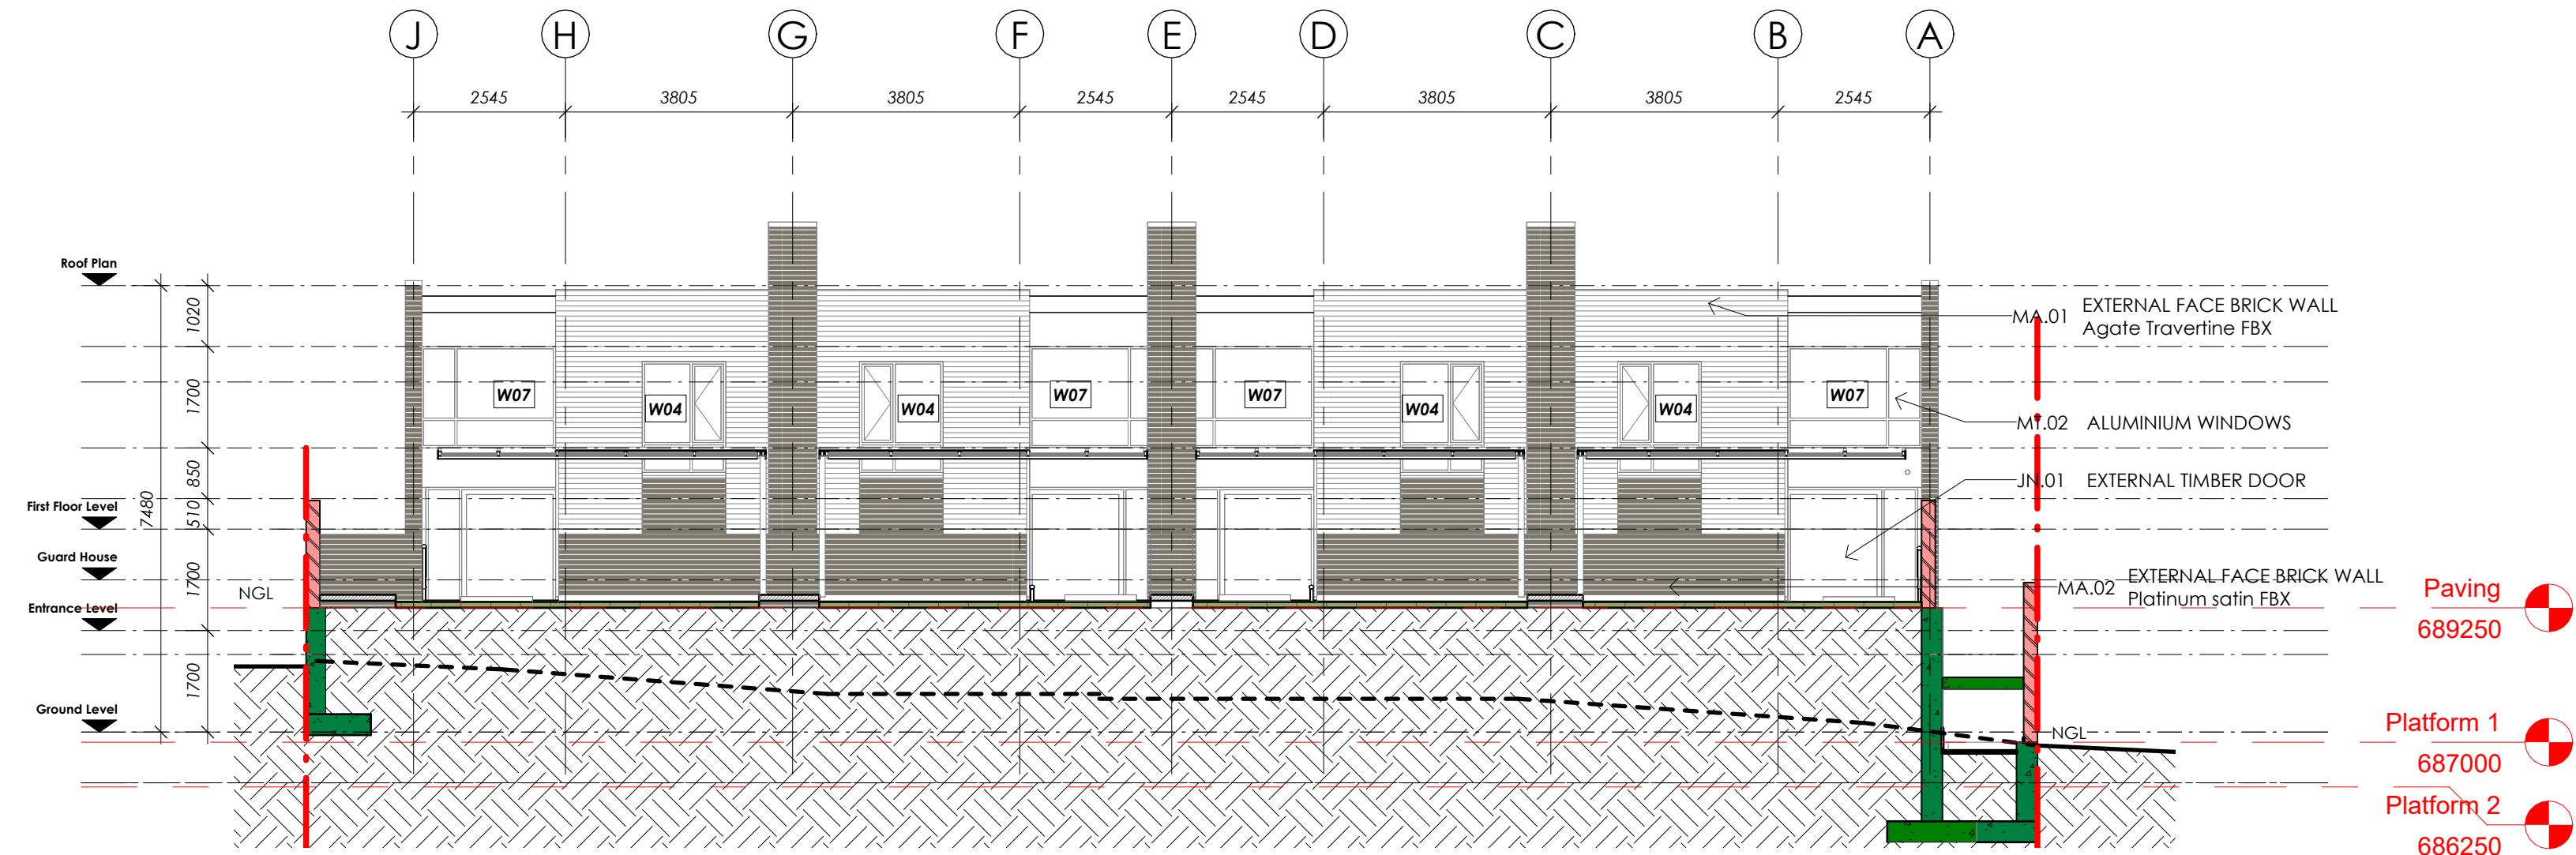 J H G F E D C B A
2545 3805 3805 2545 2545 3805 3805 2545
Roof Plan
1020
MA.01 EXTERNAL FACE BRICK WALL
Agate Travertine FBX
1700
W07 W04 W04 W07 W07 W04 W04 W07
MT.02 ALUMINIUM WINDOWS
850
JN.01 EXTERNAL TIMBER DOOR
7480
First Floor Level
510
Guard House
1700
NGL
MA.02 EXTERNAL FACE BRICK WALL
Platinum satin FBX
Paving
689250
Entrance Level
1700
Ground Level
NGL
Platform 1
687000
Platform 2
686250